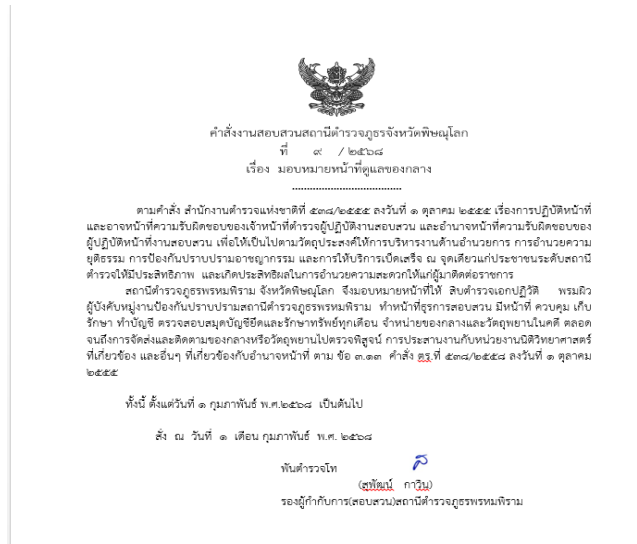 คำสั่งงานสอบสวนสถานีตำรวจภูธรจังหวัดพิษณุโลก
ที่ ๙ / ๒๕๖๘
เรื่อง มอบหมายหน้าที่ดูแลของกลาง
....................................
ตามคำสั่ง สำนักงานตำรวจแห่งชาติที่ ๕๓๘/๒๕๕๕ ลงวันที่ ๑ ตุลาคม ๒๕๕๕ เรื่องการปฏิบัติหน้าที่
และอาจหน้าที่ความรับผิดชอบของเจ้าหน้าที่ตำรวจผู้ปฏิบัติงานสอบสวน และอำนาจหน้าที่ความรับผิดชอบของ
ผู้ปฏิบัติหน้าที่งานสอบสวน เพื่อให้เป็นไปตามวัตถุประสงค์ให้การบริหารงานด้านอำนวยการ การอำนวยความ
ยุติธรรม การป้องกันปราบปรามอาชญากรรม และการให้บริการเบ็ดเสร็จ ณ จุดเดียวแก่ประชาชนระดับสถานี
ตำรวจให้มีประสิทธิภาพ และเกิดประสิทธิผลในการอำนวยความสะดวกให้แก่ผู้มาติดต่อราชการ
สถานีตำรวจภูธรพรหมพิราม จังหวัดพิษณุโลก จึงมอบหมายหน้าที่ให้ สิบตำรวจเอกปฏิวัติ พรมผิว
ผู้บังคับหมู่งานป้องกันปราบปรามสถานีตำรวจภูธรพรหมพิราม ทำหน้าที่ธุรการสอบสวน มีหน้าที่ ควบคุม เก็บ
รักษา ทำบัญชี ตรวจสอบสมุดบัญชียึดและรักษาทรัพย์ทุกเดือน จำหน่ายของกลางและวัตถุพยานในคดี ตลอด
จนถึงการจัดส่งและติดตามของกลางหรือวัตถุพยานไปตรวจพิสูจน์ การประสานงานกับหน่วยงานนิติวิทยาศาสตร์
ที่เกี่ยวข้อง และอื่นๆ ที่เกี่ยวข้องกับอำนาจหน้าที่ ตาม ข้อ ๓.๑๓ คำสั่ง ตร.ที่ ๕๓๘/๒๕๕๘ ลงวันที่ ๑ ตุลาคม
๒๕๕๕
ทั้งนี้ ตั้งแต่วันที่ ๑ กุมภาพันธ์ พ.ศ.๒๕๖๘ เป็นต้นไป
สั่ง ณ วันที่ ๑ เดือน กุมภาพันธ์ พ.ศ. ๒๕๖๘
พันตำรวจโท
(สุพัฒน์ กาวิน)
รองผู้กำกับการ(สอบสวน)สถานีตำรวจภูธรพรหมพิราม